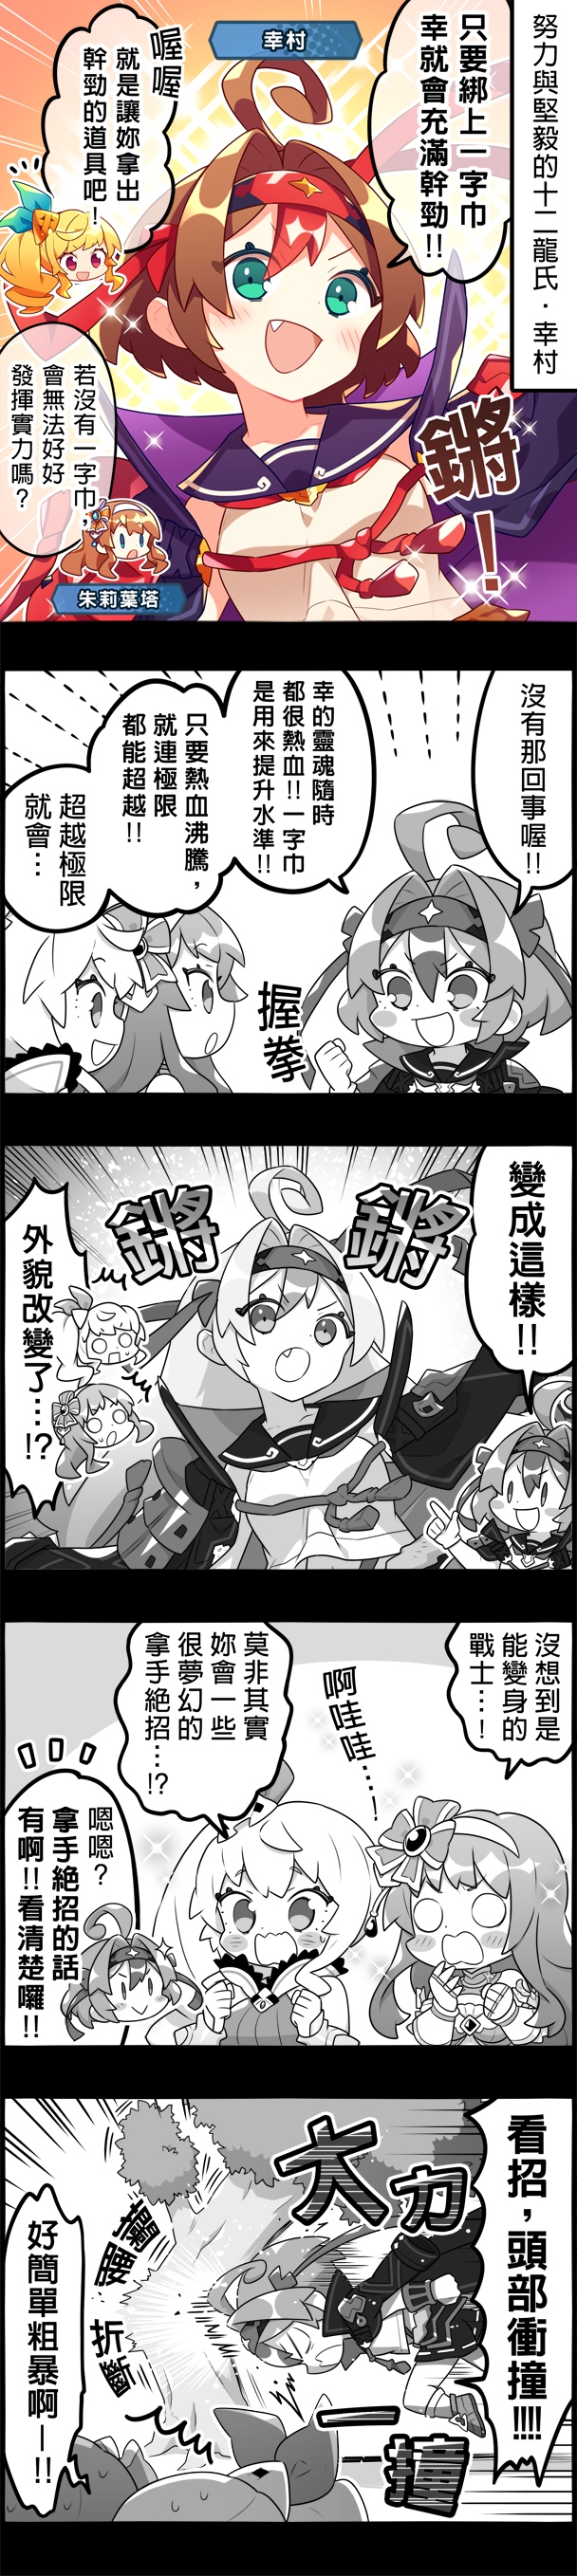 努力與堅毅的十二龍氏‧幸村
幸村
只要綁上一字巾
幸就會充滿幹勁!!
喔喔
就是讓妳拿出
幹勁的道具吧！
鏘！
若沒有一字巾，
會無法好好
發揮實力嗎？
朱莉葉塔
沒有那回事喔!!
幸的靈魂隨時
都很熱血!!一字巾
是用來提升水準!!
只要熱血沸騰，
就連極限
都能超越!!
超越極限
就會…
握拳
變成這樣!!
鏘
鏘
外貌改變了…!?
沒想到是
能變身的
戰士…！
啊哇哇…！
莫非其實
妳會一些
很夢幻的
拿手絕招…!?
嗯嗯？
拿手絕招的話
有啊!!看清楚囉!!
看招，頭部衝撞!!!!
大力一撞
攔腰折斷
好簡單粗暴啊—!!